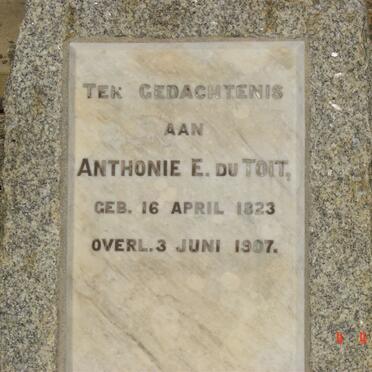 TER GEDACHTENIS
AAN
ANTHONIE E. DU TOIT,
GEB. 16 APRIL 1823
OVERL. 3 JUNI 1907.